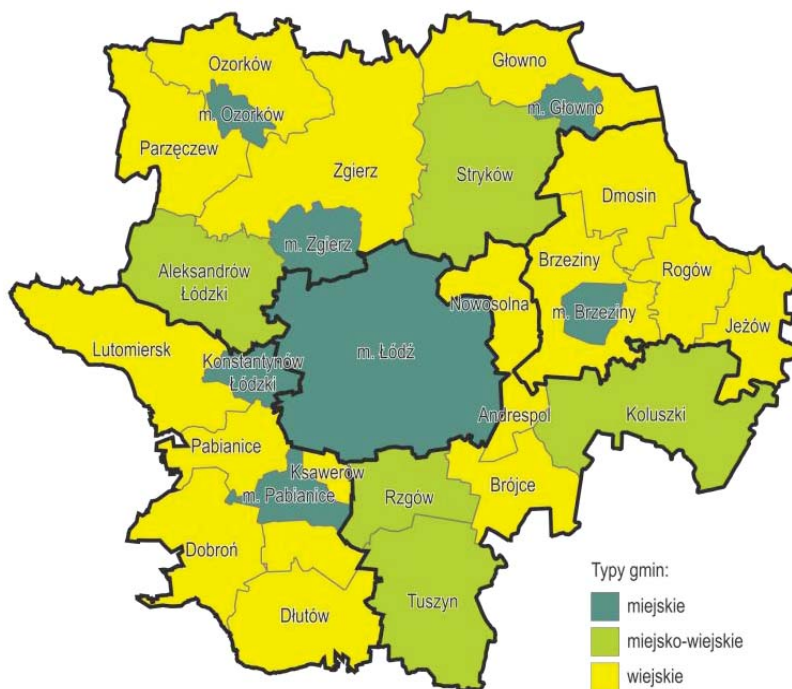 Ozorków
Głowno
m. Ozorków
m. Głowno
Parzęczew
Zgierz
Stryków
Dmosin
m. Zgierz
Aleksandrów
Łódzki
Brzeziny
Rogów
Nowosolna
m. Brzeziny
Jeżów
Lutomiersk
m. Łódź
Konstantynów
Łódzki
Andrespol
Koluszki
Pabianice
Ksawerów
m. Pabianice
Rzgów
Brójce
Dobroń
Tuszyn
Dłutów
Typy gmin:
miejskie
miejsko-wiejskie
wiejskie